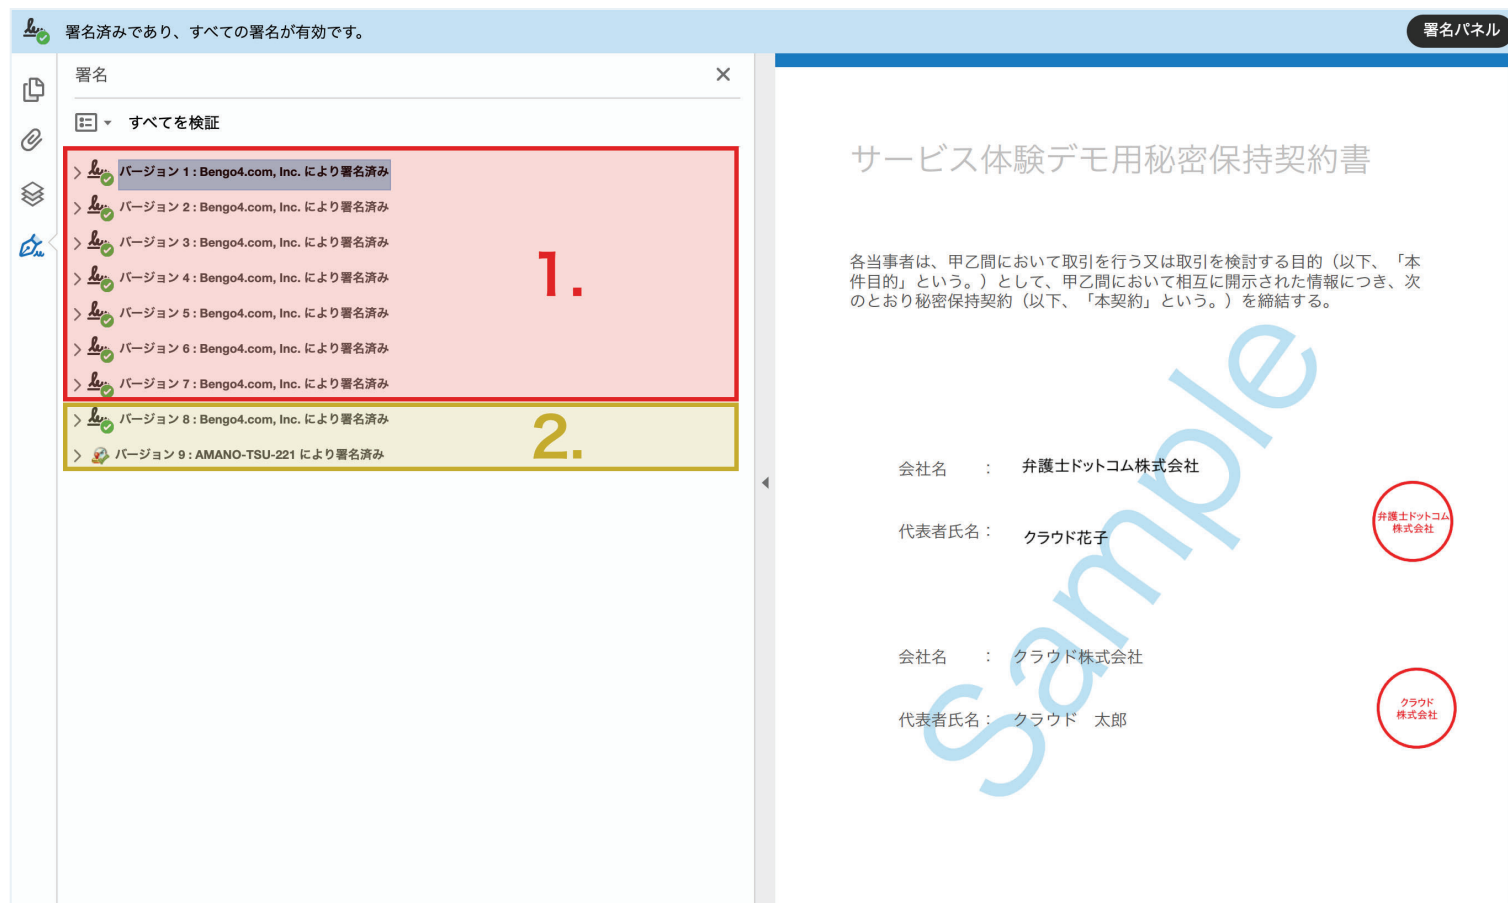 署名済みであり、すべての署名が有効です。
署名パネル
署名
すべてを検証
バージョン 1 : Bengo4.com, Inc. により署名済み
バージョン 2 : Bengo4.com, Inc. により署名済み
バージョン 3 : Bengo4.com, Inc. により署名済み
バージョン 4 : Bengo4.com, Inc. により署名済み
バージョン 5 : Bengo4.com, Inc. により署名済み
バージョン 6 : Bengo4.com, Inc. により署名済み
バージョン 7 : Bengo4.com, Inc. により署名済み
1.
バージョン 8 : Bengo4.com, Inc. により署名済み
バージョン 9 : AMANO-TSU-221 により署名済み
2.
サービス体験デモ用秘密保持契約書
各当事者は、甲乙間において取引を行う又は取引を検討する目的（以下、「本
件目的」という。）として、甲乙間において相互に開示された情報につき、次
のとおり秘密保持契約（以下、「本契約」という。）を締結する。
会社名 ： 弁護士ドットコム株式会社
代表者氏名： クラウド花子
弁護士ドットコム
株式会社
会社名 ： クラウド株式会社
代表者氏名： クラウド 太郎
クラウド
株式会社
Sample